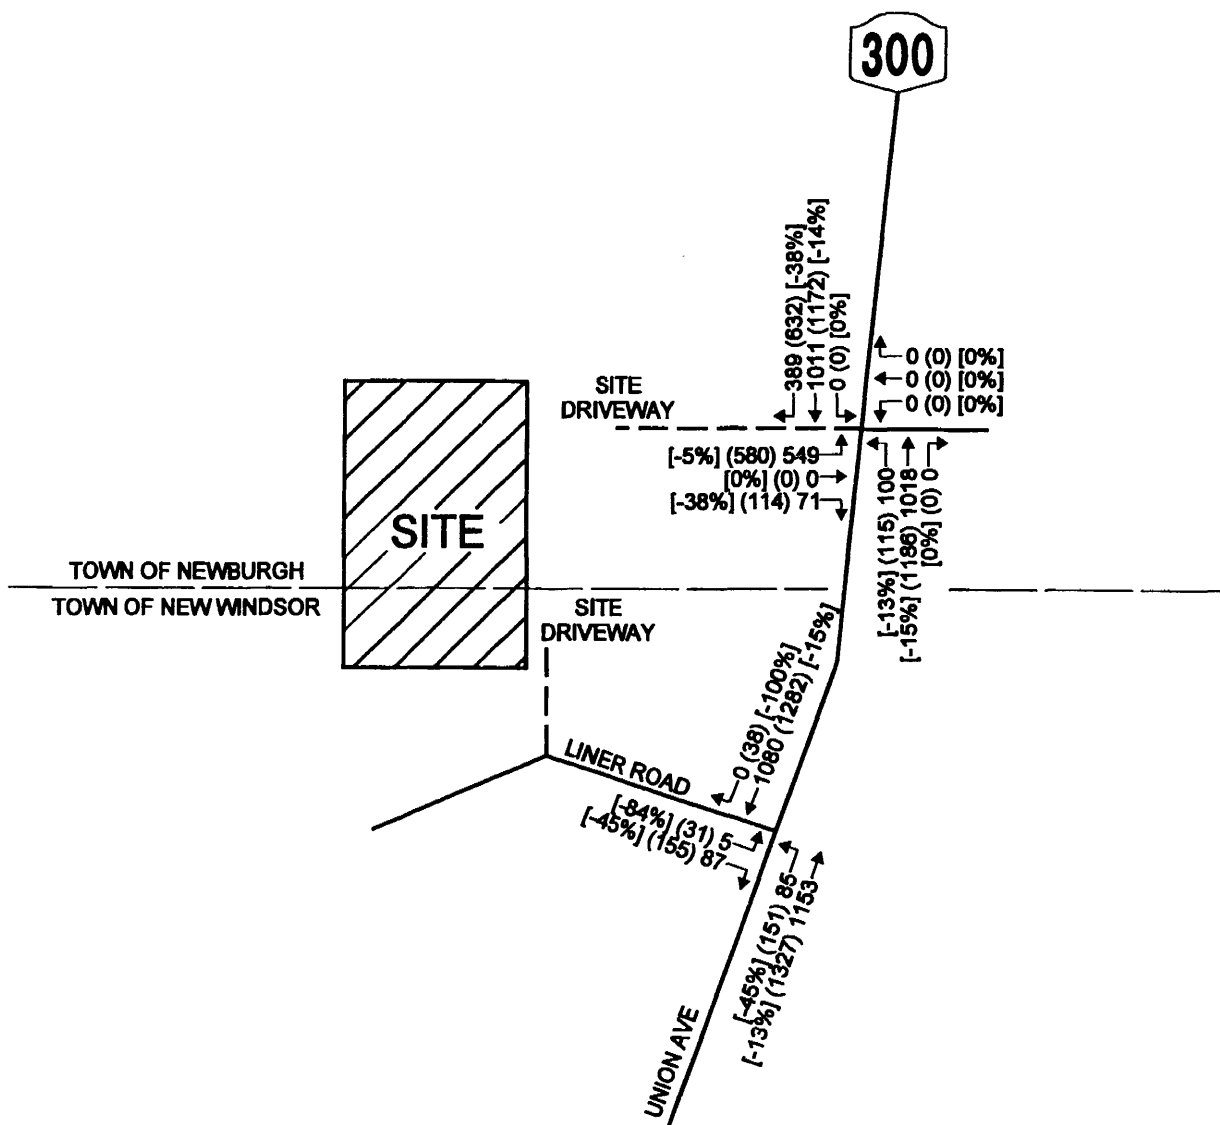 300
389 (632) [-38%]
1011 (1172) [-14%]
0 (0) [0%]
0 (0) [0%]
0 (0) [0%]
0 (0) [0%]
SITE
DRIVEWAY
[-5%] (580) 549
[0%] (0) 0
[-38%] (114) 71
[-13%] (115) 100
[-15%] (1186) 1018
[0%] (0) 0
SITE
TOWN OF NEWBURGH
TOWN OF NEW WINDSOR
SITE
DRIVEWAY
0 (38) [-100%]
1080 (1282) [-15%]
LINER ROAD
[-84%] (31) 5
[-45%] (155) 87
[-45%] (151) 85
[-13%] (1327) 1153
UNION AVE